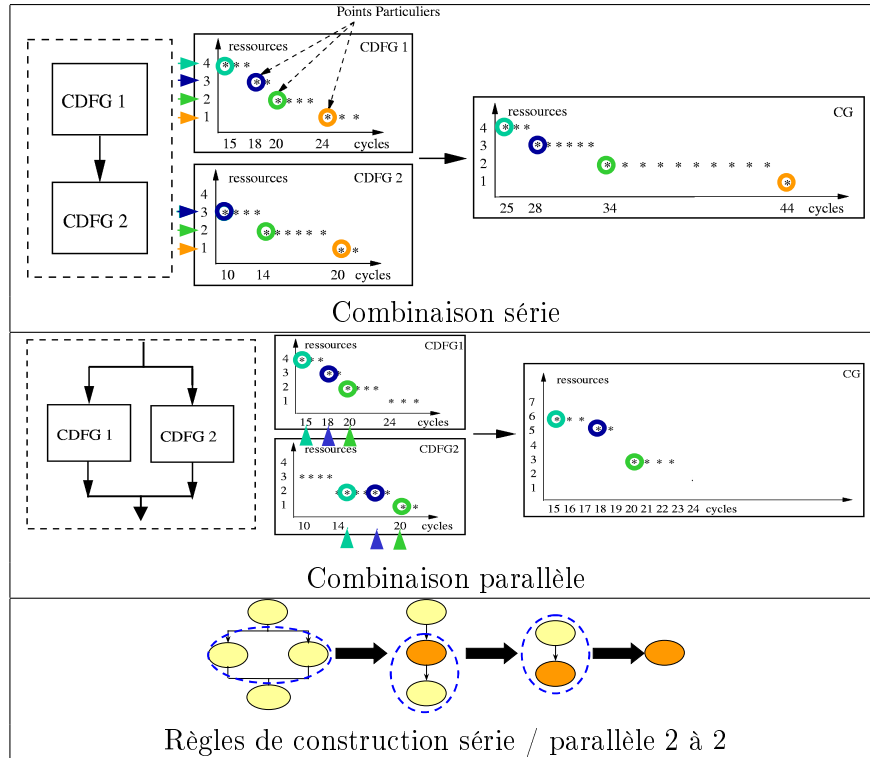 Points Particuliers
CDFG 1
CDFG 2
ressources
CDFG 1
4
3
2
1
15 18 20 24 cycles
ressources
CDFG 2
4
3
2
1
10 14 20 cycles
ressources
CG
4
3
2
1
25 28 34 44 cycles
Combinaison série
CDFG 1
CDFG 2
ressources
CDFG1
4
3
2
1
15 18 20 24 cycles
ressources
CDFG2
4
3
2
1
10 14 20 cycles
ressources
CG
7
6
5
4
3
2
1
15 16 17 18 19 20 21 22 23 24 cycles
Combinaison parallèle
Règles de construction série / parallèle 2 à 2